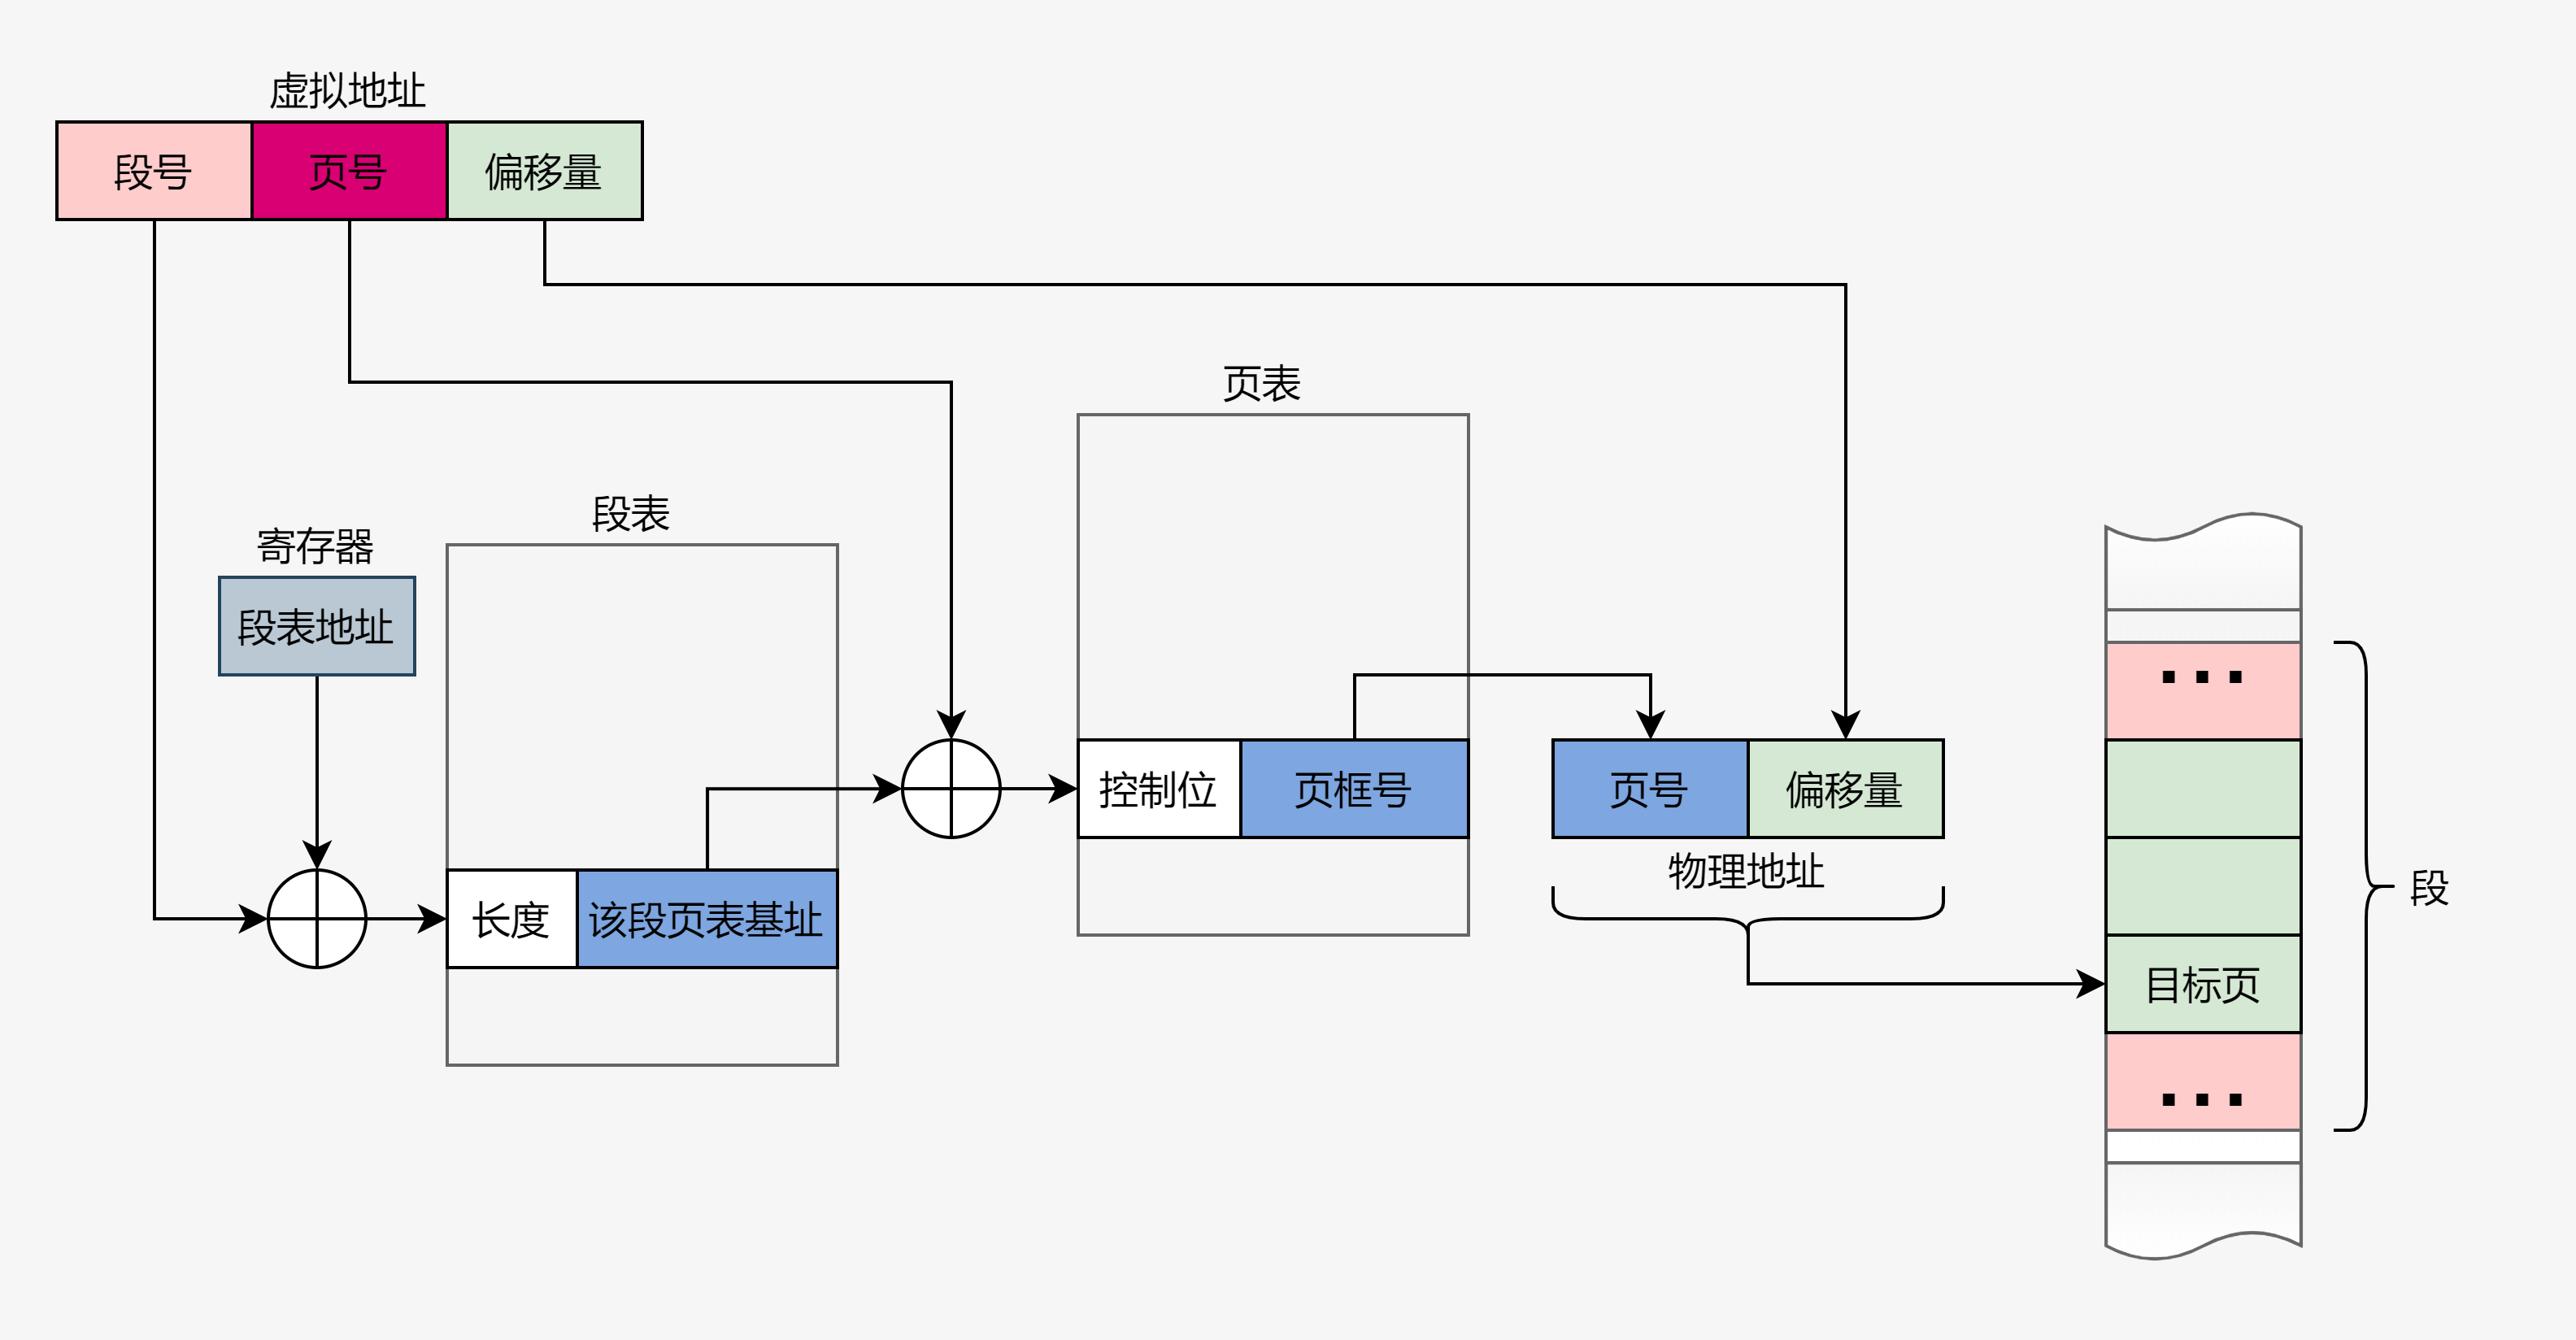 虚拟地址
段号
页号
偏移量
页表
段表
寄存器
段表地址
控制位
页框号
页号
偏移量
物理地址
长度
该段页表基址
...
目标页
...
段